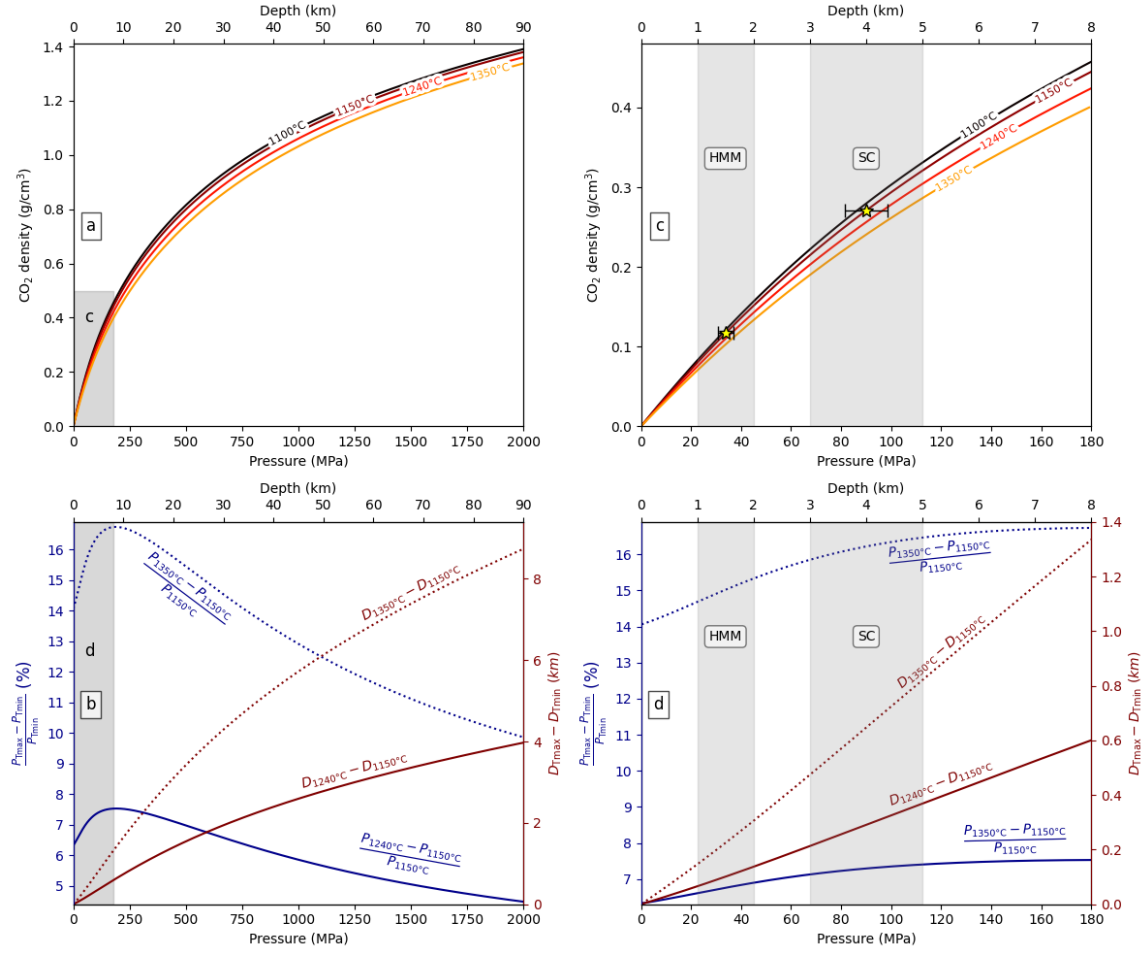 Depth (km)
0 10 20 30 40 50 60 70 80 90
CO₂ density (g/cm³)
1.4
1.2
1.0
0.8
0.6
0.4
0.2
0.0
1100°C
1150°C
1240°C
1350°C
a
c
0 250 500 750 1000 1250 1500 1750 2000
Pressure (MPa)
Depth (km)
0 1 2 3 4 5 6 7 8
CO₂ density (g/cm³)
0.4
0.3
0.2
0.1
0.0
HMM
SC
1100°C
1150°C
1240°C
1350°C
c
0 20 40 60 80 100 120 140 160 180
Pressure (MPa)
Depth (km)
0 10 20 30 40 50 60 70 80 90
P_Tmax − P_Tmin
P_Tmin
(%)
16
15
14
13
12
11
10
9
8
7
6
5
P_1350°C − P_1150°C
P_1150°C
D_1350°C − D_1150°C
D_1240°C − D_1150°C
P_1240°C − P_1150°C
P_1150°C
d
b
8
6
4
2
0
D_Tmax − D_Tmin (km)
0 250 500 750 1000 1250 1500 1750 2000
Pressure (MPa)
Depth (km)
0 1 2 3 4 5 6 7 8
P_Tmax − P_Tmin
P_Tmin
(%)
16
15
14
13
12
11
10
9
8
7
P_1350°C − P_1150°C
P_1150°C
HMM
SC
D_1350°C − D_1150°C
D_1240°C − D_1150°C
P_1350°C − P_1150°C
P_1150°C
d
1.4
1.2
1.0
0.8
0.6
0.4
0.2
0.0
D_Tmax − D_Tmin (km)
0 20 40 60 80 100 120 140 160 180
Pressure (MPa)